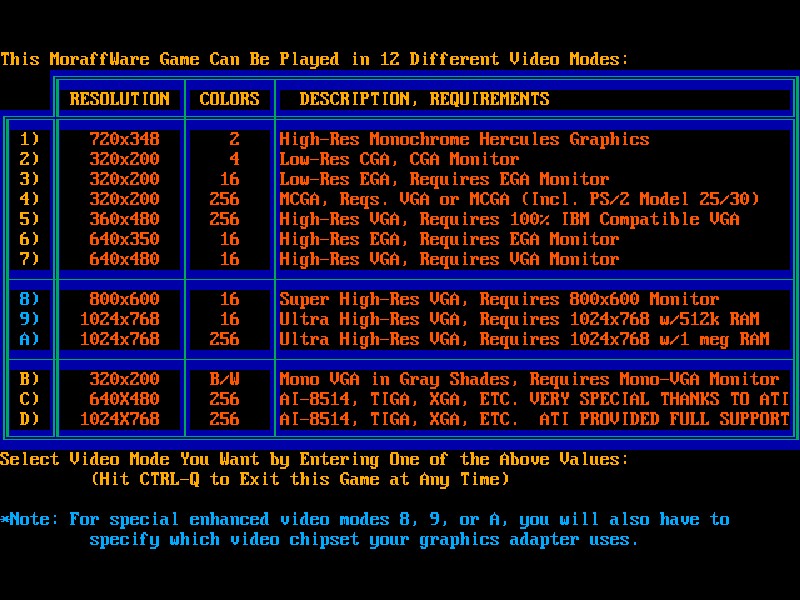 This MoraffWare Game Can Be Played in 12 Different Video Modes:
RESOLUTION COLORS DESCRIPTION, REQUIREMENTS
1) 720x348 2 High-Res Monochrome Hercules Graphics
2) 320x200 4 Low-Res CGA, CGA Monitor
3) 320x200 16 Low-Res EGA, Requires EGA Monitor
4) 320x200 256 MCGA, Reqs. VGA or MCGA (Incl. PS/2 Model 25/30)
5) 360x480 256 High-Res VGA, Requires 100% IBM Compatible VGA
6) 640x350 16 High-Res EGA, Requires EGA Monitor
7) 640x480 16 High-Res VGA, Requires VGA Monitor
8) 800x600 16 Super High-Res VGA, Requires 800x600 Monitor
9) 1024x768 16 Ultra High-Res VGA, Requires 1024x768 w/512k RAM
A) 1024x768 256 Ultra High-Res VGA, Requires 1024x768 w/1 meg RAM
B) 320x200 B/W Mono VGA in Gray Shades, Requires Mono-VGA Monitor
C) 640X480 256 AI-8514, TIGA, XGA, ETC. VERY SPECIAL THANKS TO ATI
D) 1024X768 256 AI-8514, TIGA, XGA, ETC. ATI PROVIDED FULL SUPPORT
Select Video Mode You Want by Entering One of the Above Values:
(Hit CTRL-Q to Exit this Game at Any Time)
*Note: For special enhanced video modes 8, 9, or A, you will also have to
specify which video chipset your graphics adapter uses.